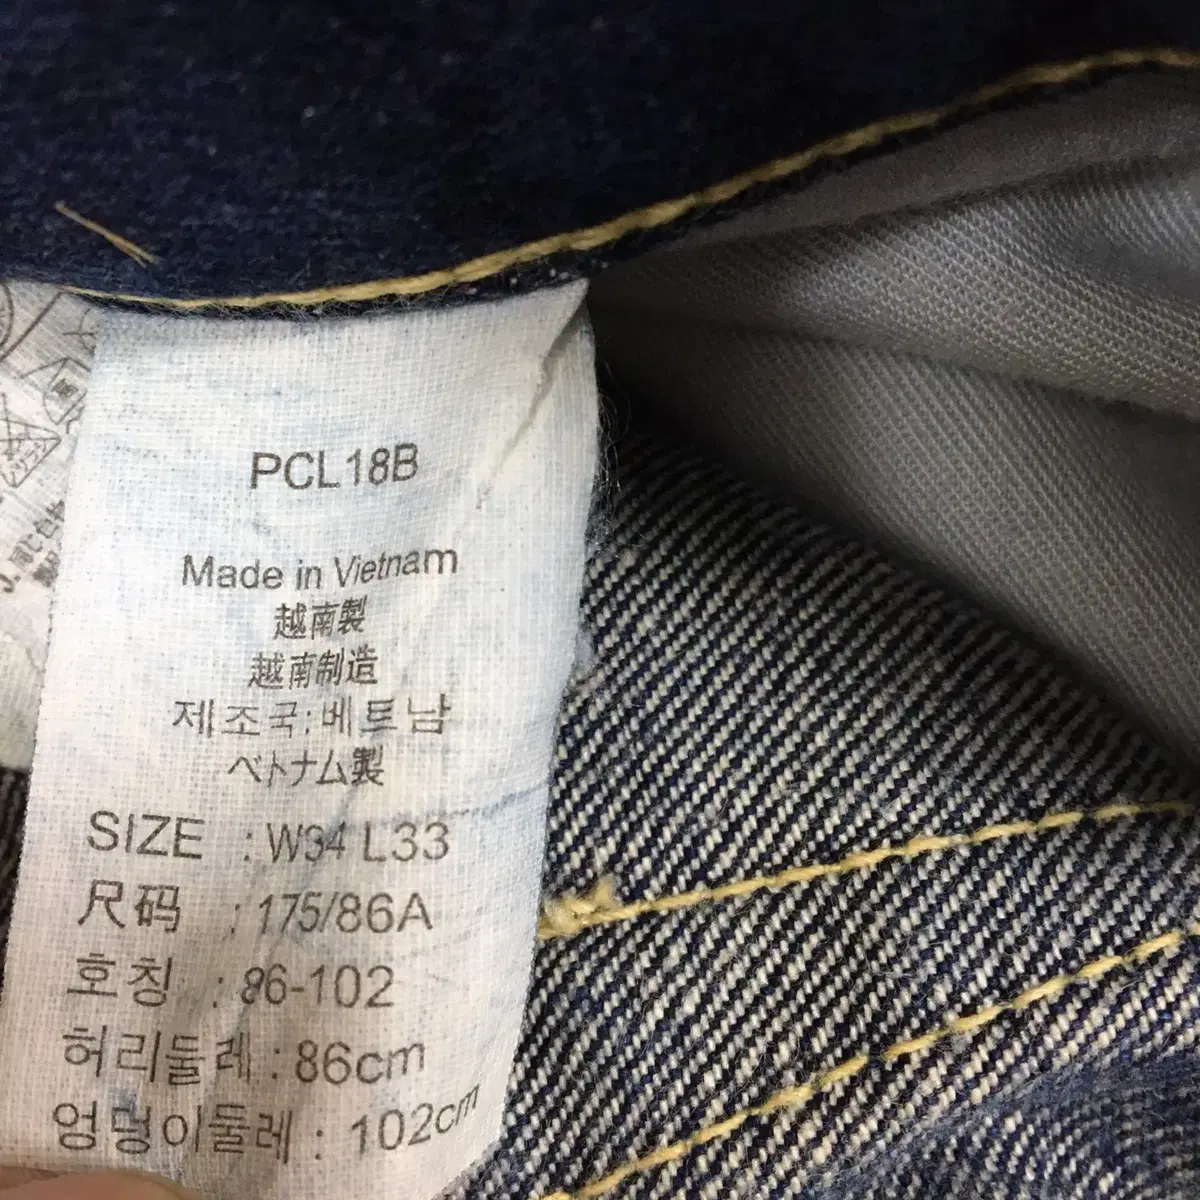 PCL18B
Made in Vietnam
越南製
越南制造
제조국:베트남
ベトナム製
SIZE : W34 L33
尺码 : 175/86A
호칭 : 86-102
허리둘레 : 86cm
엉덩이둘레 : 102cm